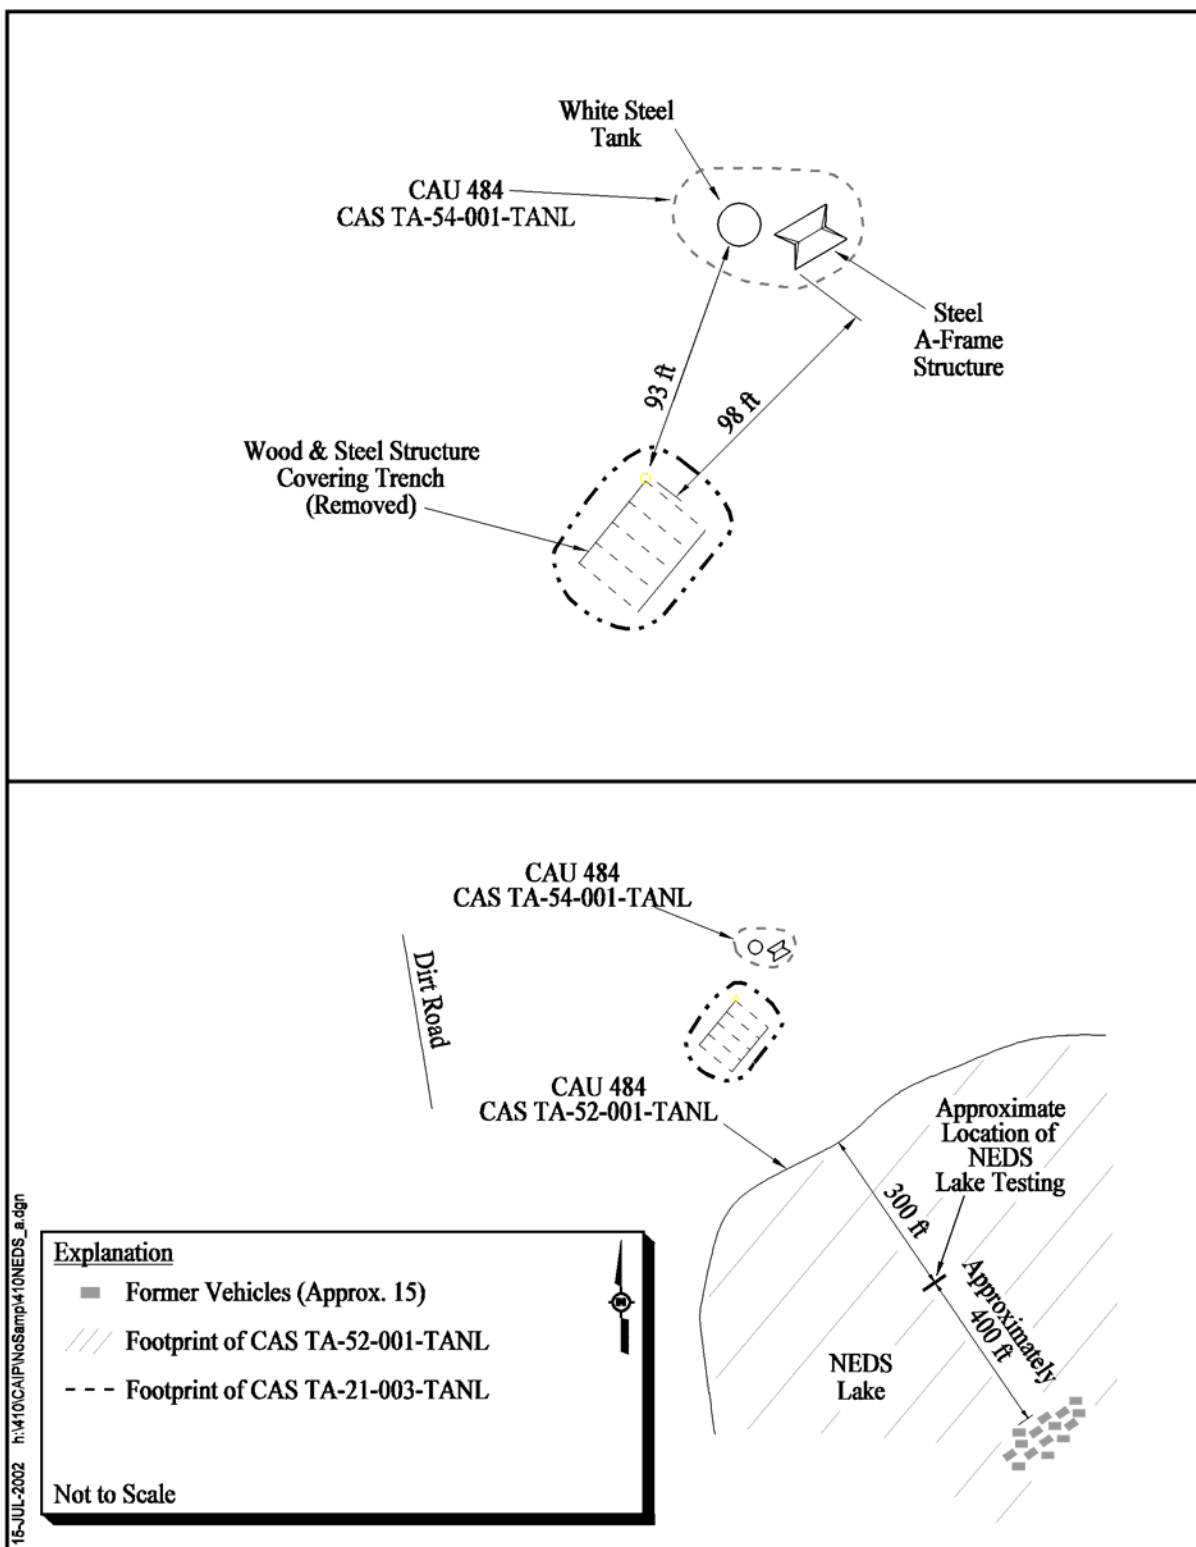 White Steel
Tank
CAU 484
CAS TA-54-001-TANL
Steel
A-Frame
Structure
93 ft
98 ft
Wood & Steel Structure
Covering Trench
(Removed)
CAU 484
CAS TA-54-001-TANL
Dirt Road
CAU 484
CAS TA-52-001-TANL
Approximate
Location of
NEDS
Lake Testing
300 ft
Approximately
400 ft
NEDS
Lake
Explanation
Former Vehicles (Approx. 15)
Footprint of CAS TA-52-001-TANL
Footprint of CAS TA-21-003-TANL
Not to Scale
N
15-JUL-2002 h:\410\CAIP\NoSamp\410NEDS_a.dgn